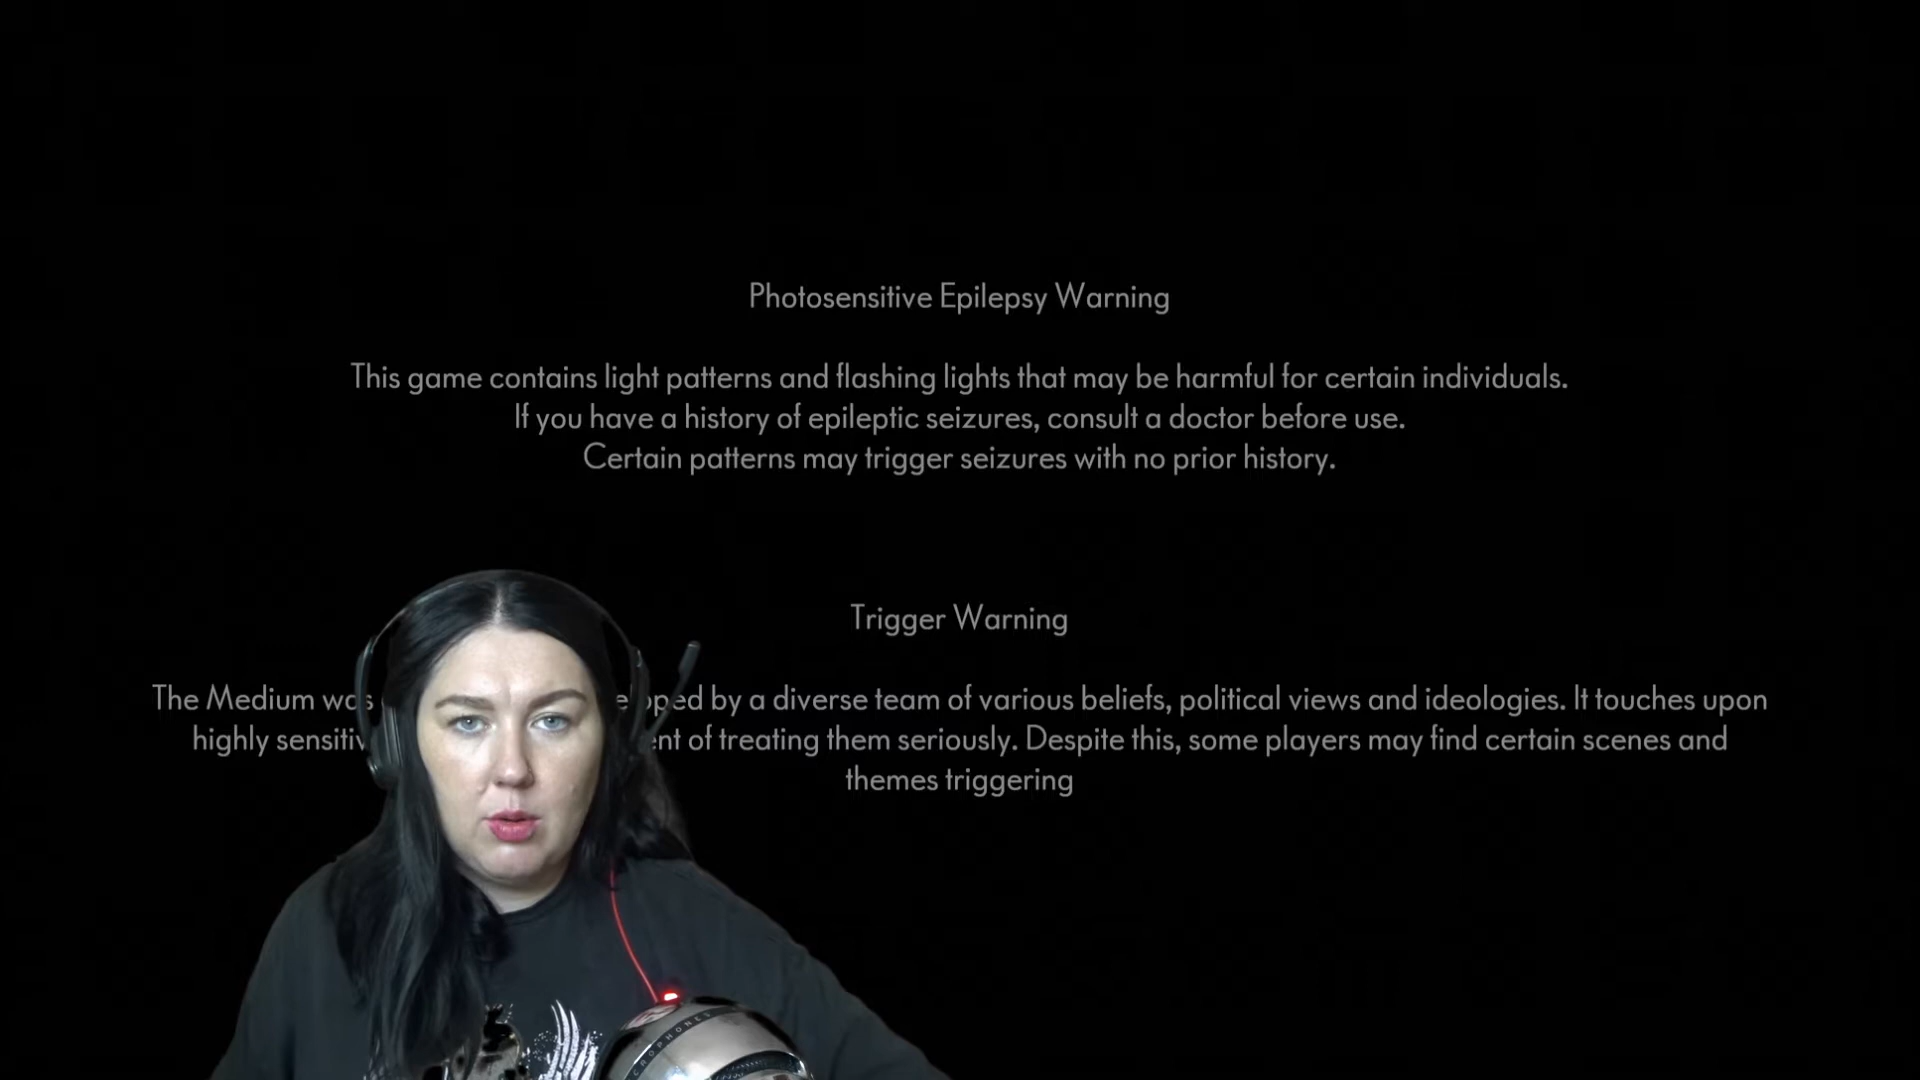 Photosensitive Epilepsy Warning
This game contains light patterns and flashing lights that may be harmful for certain individuals.
If you have a history of epileptic seizures, consult a doctor before use.
Certain patterns may trigger seizures with no prior history.
Trigger Warning
The Medium was by a diverse team of various beliefs, political views and ideologies. It touches upon
highly of treating them seriously. Despite this, some players may find certain scenes and
themes triggering